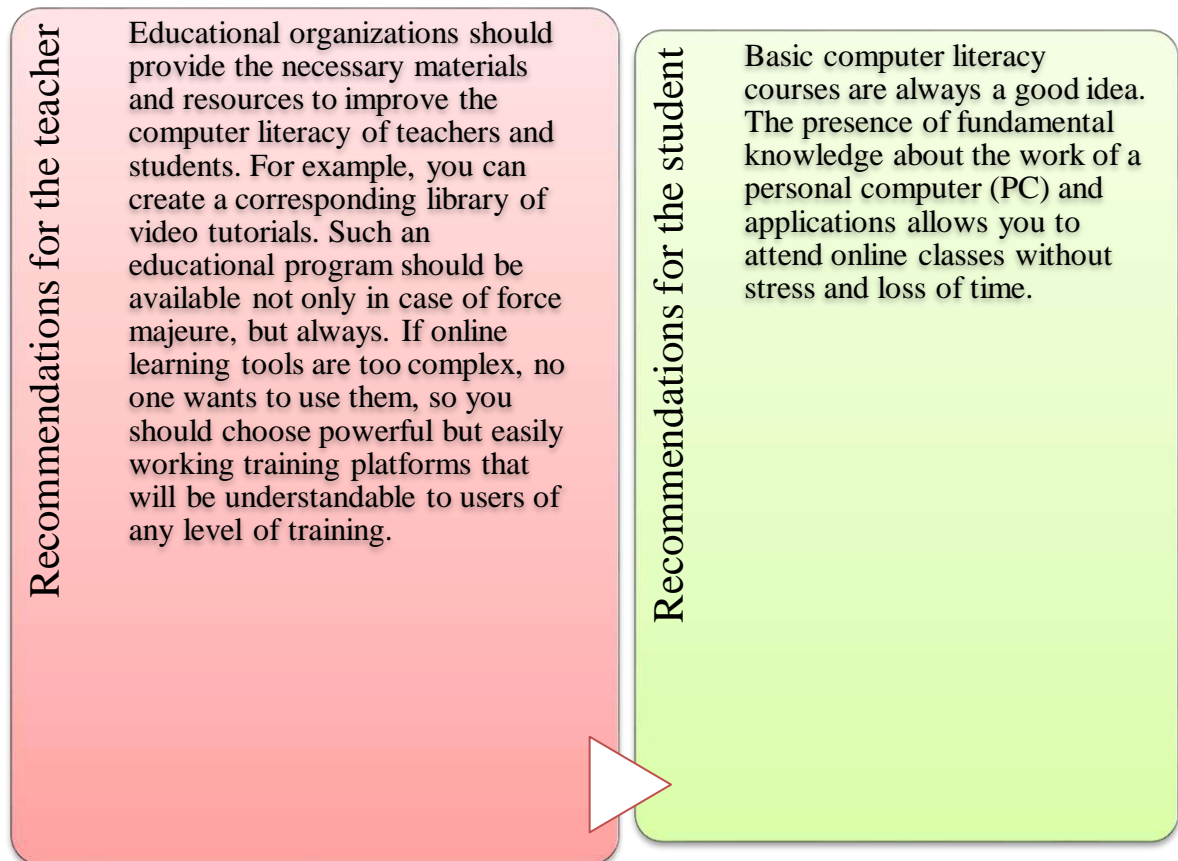 Recommendations for the teacher
Educational organizations should
provide the necessary materials
and resources to improve the
computer literacy of teachers and
students. For example, you can
create a corresponding library of
video tutorials. Such an
educational program should be
available not only in case of force
majeure, but always. If online
learning tools are too complex, no
one wants to use them, so you
should choose powerful but easily
working training platforms that
will be understandable to users of
any level of training.
Recommendations for the student
Basic computer literacy
courses are always a good idea.
The presence of fundamental
knowledge about the work of a
personal computer (PC) and
applications allows you to
attend online classes without
stress and loss of time.